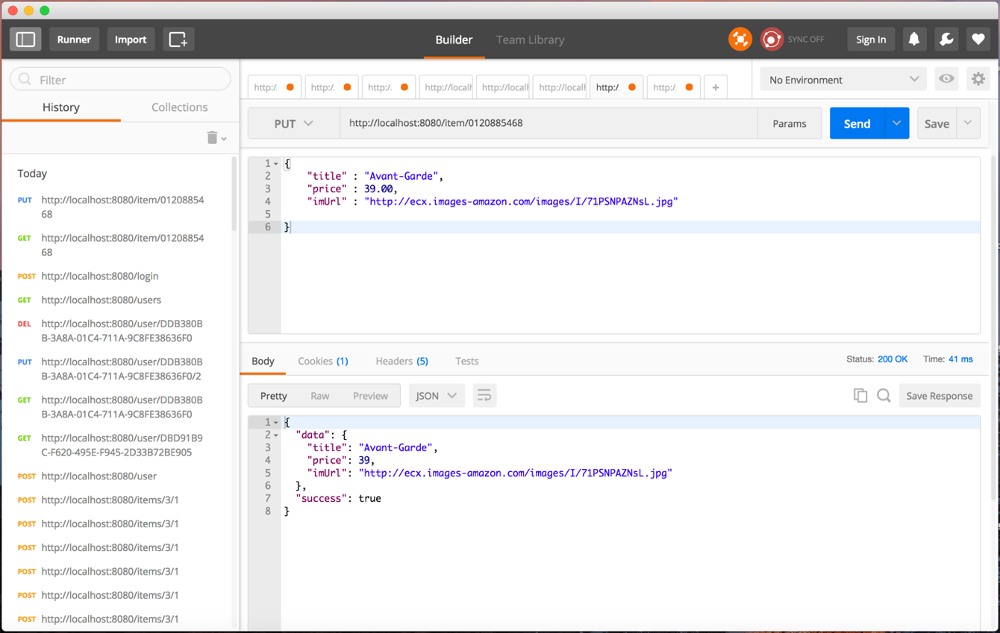 Runner
Import
Builder
Team Library
SYNC OFF
Sign In
Filter
History
Collections
Today
PUT http://localhost:8080/item/01208854
68
GET http://localhost:8080/item/01208854
68
POST http://localhost:8080/login
GET http://localhost:8080/users
DEL http://localhost:8080/user/DDB380B
B-3A8A-01C4-711A-9C8FE38636F0
PUT http://localhost:8080/user/DDB380B
B-3A8A-01C4-711A-9C8FE38636F0/2
GET http://localhost:8080/user/DDB380B
B-3A8A-01C4-711A-9C8FE38636F0
GET http://localhost:8080/user/DBD91B9
C-F620-495E-F945-2D33B72BE905
POST http://localhost:8080/user
POST http://localhost:8080/items/3/1
POST http://localhost:8080/items/3/1
POST http://localhost:8080/items/3/1
POST http://localhost:8080/items/3/1
POST http://localhost:8080/items/3/1
POST http://localhost:8080/items/3/1
http:/. http:/. http:/. http://locall http://locall http://locall http:/. http:/. +
No Environment
PUT http://localhost:8080/item/0120885468 Params Send Save
1 {
2 "title" : "Avant-Garde",
3 "price" : 39.00,
4 "imUrl" : "http://ecx.images-amazon.com/images/I/71PSNPAZNsL.jpg"
5
6 }
Body Cookies (1) Headers (5) Tests Status: 200 OK Time: 41 ms
Pretty Raw Preview JSON Save Response
1 {
2 "data": {
3 "title": "Avant-Garde",
4 "price": 39,
5 "imUrl": "http://ecx.images-amazon.com/images/I/71PSNPAZNsL.jpg"
6 },
7 "success": true
8 }